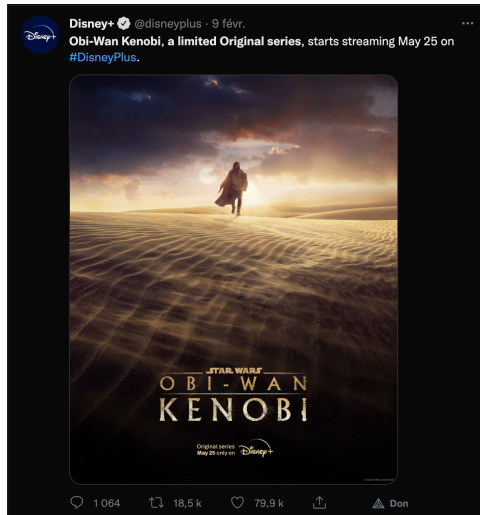 Disney+ @disneyplus · 9 févr.
Obi-Wan Kenobi, a limited Original series, starts streaming May 25 on
#DisneyPlus.
Disney+
STAR WARS
OBI-WAN
KENOBI
Original series
May 25 only on Disney+
1 064 18,5 k 79,9 k Don